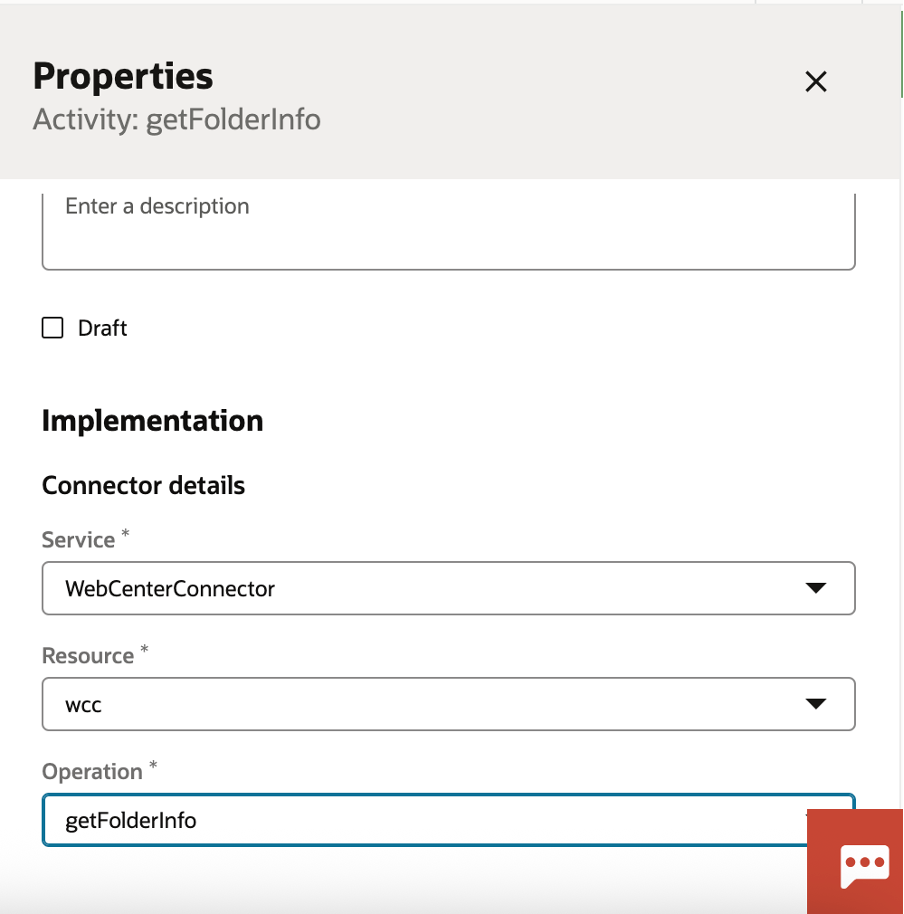 Properties
Activity: getFolderInfo
Enter a description
Draft
Implementation
Connector details
Service *
WebCenterConnector
Resource *
wcc
Operation *
getFolderInfo